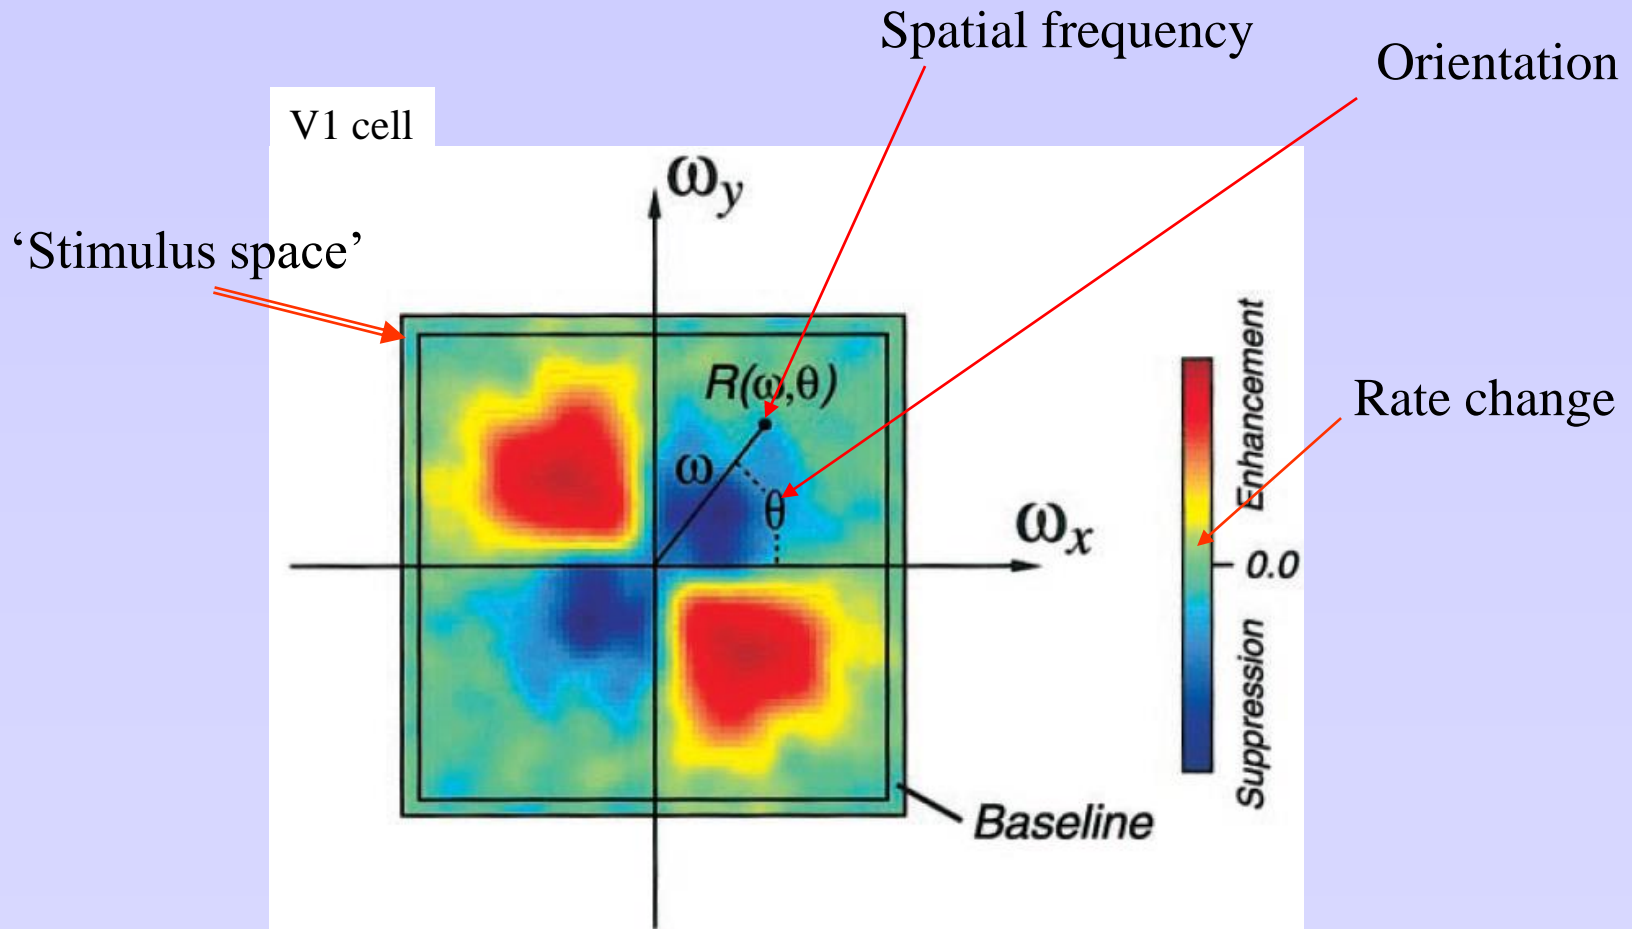 Spatial frequency
Orientation
V1 cell
ωy
‘Stimulus space’
Enhancement
R(ω,θ)
Rate change
ω
θ
ωx
0.0
Suppression
Baseline